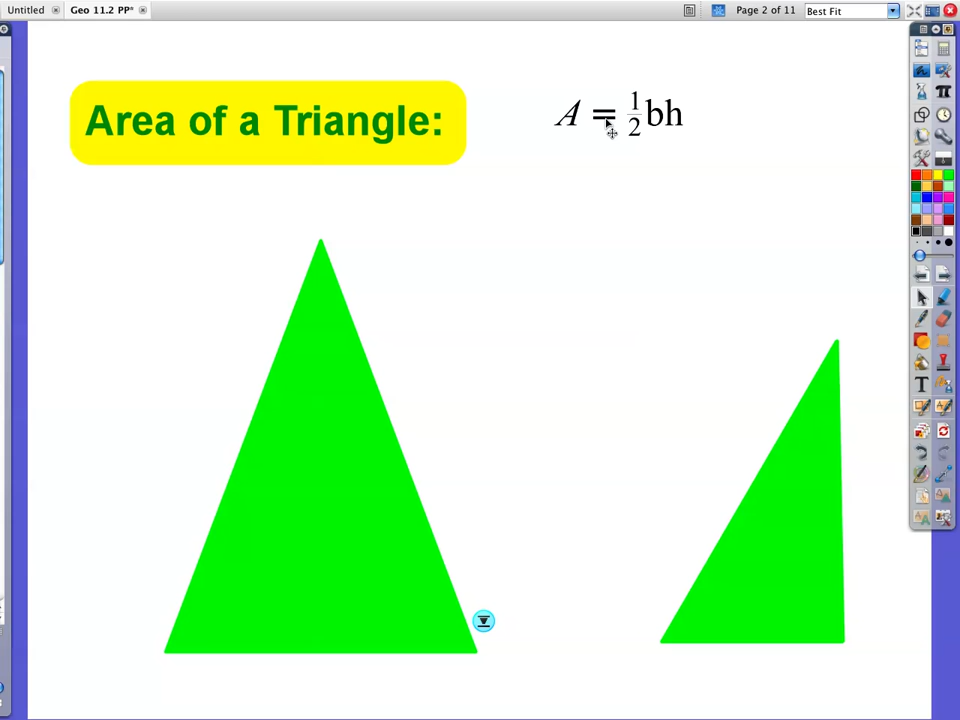 Untitled
Geo 11.2 PP*
Page 2 of 11
Best Fit
Area of a Triangle:
A = 1/2 bh